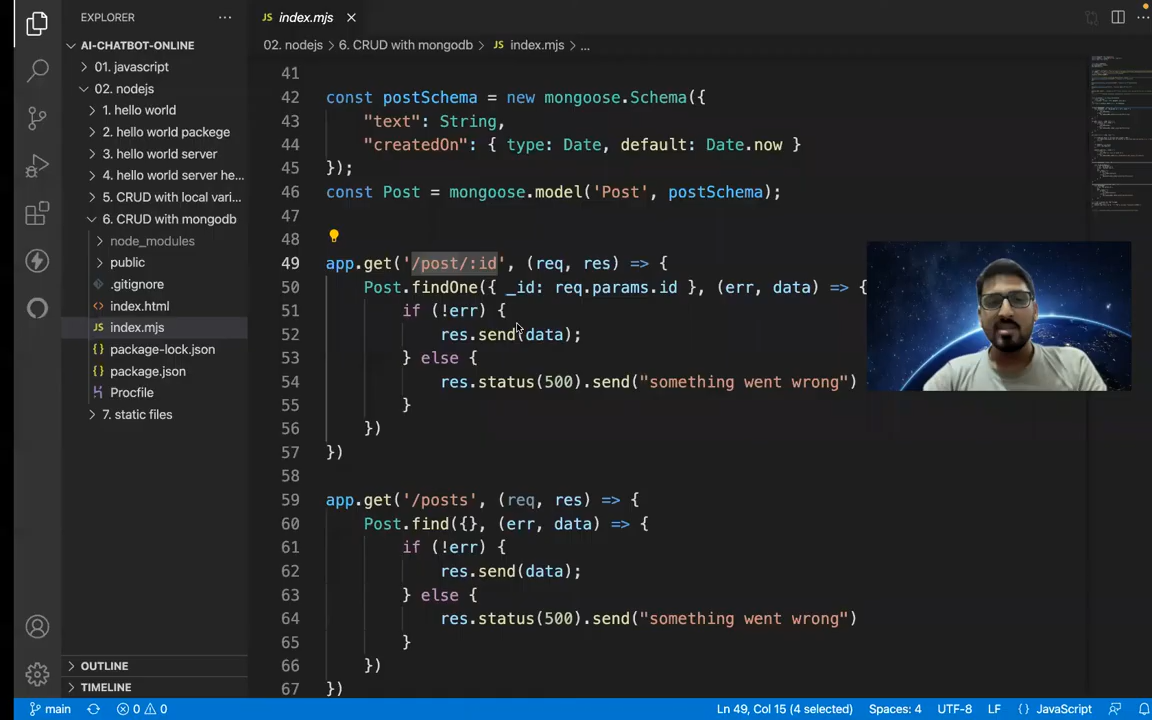 EXPLORER
AI-CHATBOT-ONLINE
01. javascript
02. nodejs
1. hello world
2. hello world packege
3. hello world server
4. hello world server he...
5. CRUD with local vari...
6. CRUD with mongodb
node_modules
public
.gitignore
index.html
JS index.mjs
{} package-lock.json
{} package.json
Procfile
7. static files
OUTLINE
TIMELINE
JS index.mjs
02. nodejs > 6. CRUD with mongodb > JS index.mjs > ...
41
42 const postSchema = new mongoose.Schema({
43 "text": String,
44 "createdOn": { type: Date, default: Date.now }
45 });
46 const Post = mongoose.model('Post', postSchema);
47
48
49 app.get('/post/:id', (req, res) => {
50 Post.findOne({ _id: req.params.id }, (err, data) => {
51 if (!err) {
52 res.send(data);
53 } else {
54 res.status(500).send("something went wrong")
55 }
56 })
57 })
58
59 app.get('/posts', (req, res) => {
60 Post.find({}, (err, data) => {
61 if (!err) {
62 res.send(data);
63 } else {
64 res.status(500).send("something went wrong")
65 }
66 })
67 })
main 0 0 Ln 49, Col 15 (4 selected) Spaces: 4 UTF-8 LF {} JavaScript